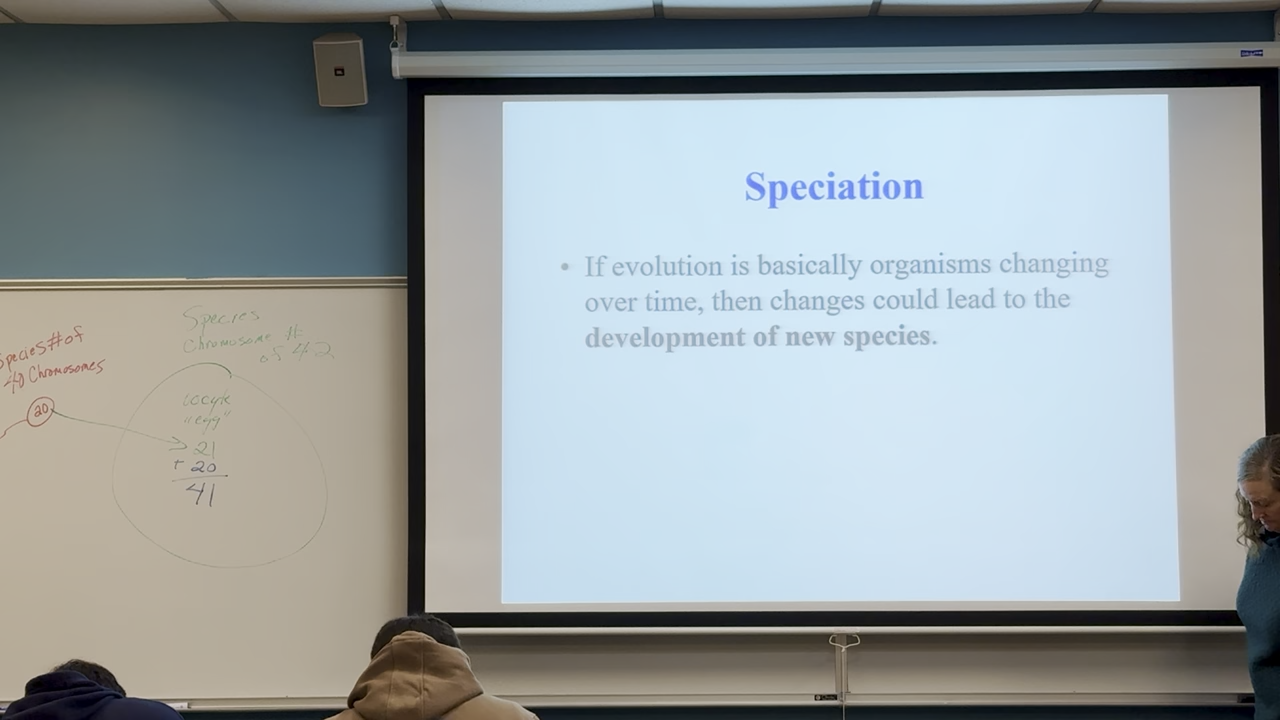 Speciation
• If evolution is basically organisms changing
over time, then changes could lead to the
development of new species.
Species # of
40 Chromosomes
20
Species
Chromosome #
of 42
"egg"
21
+ 20
41